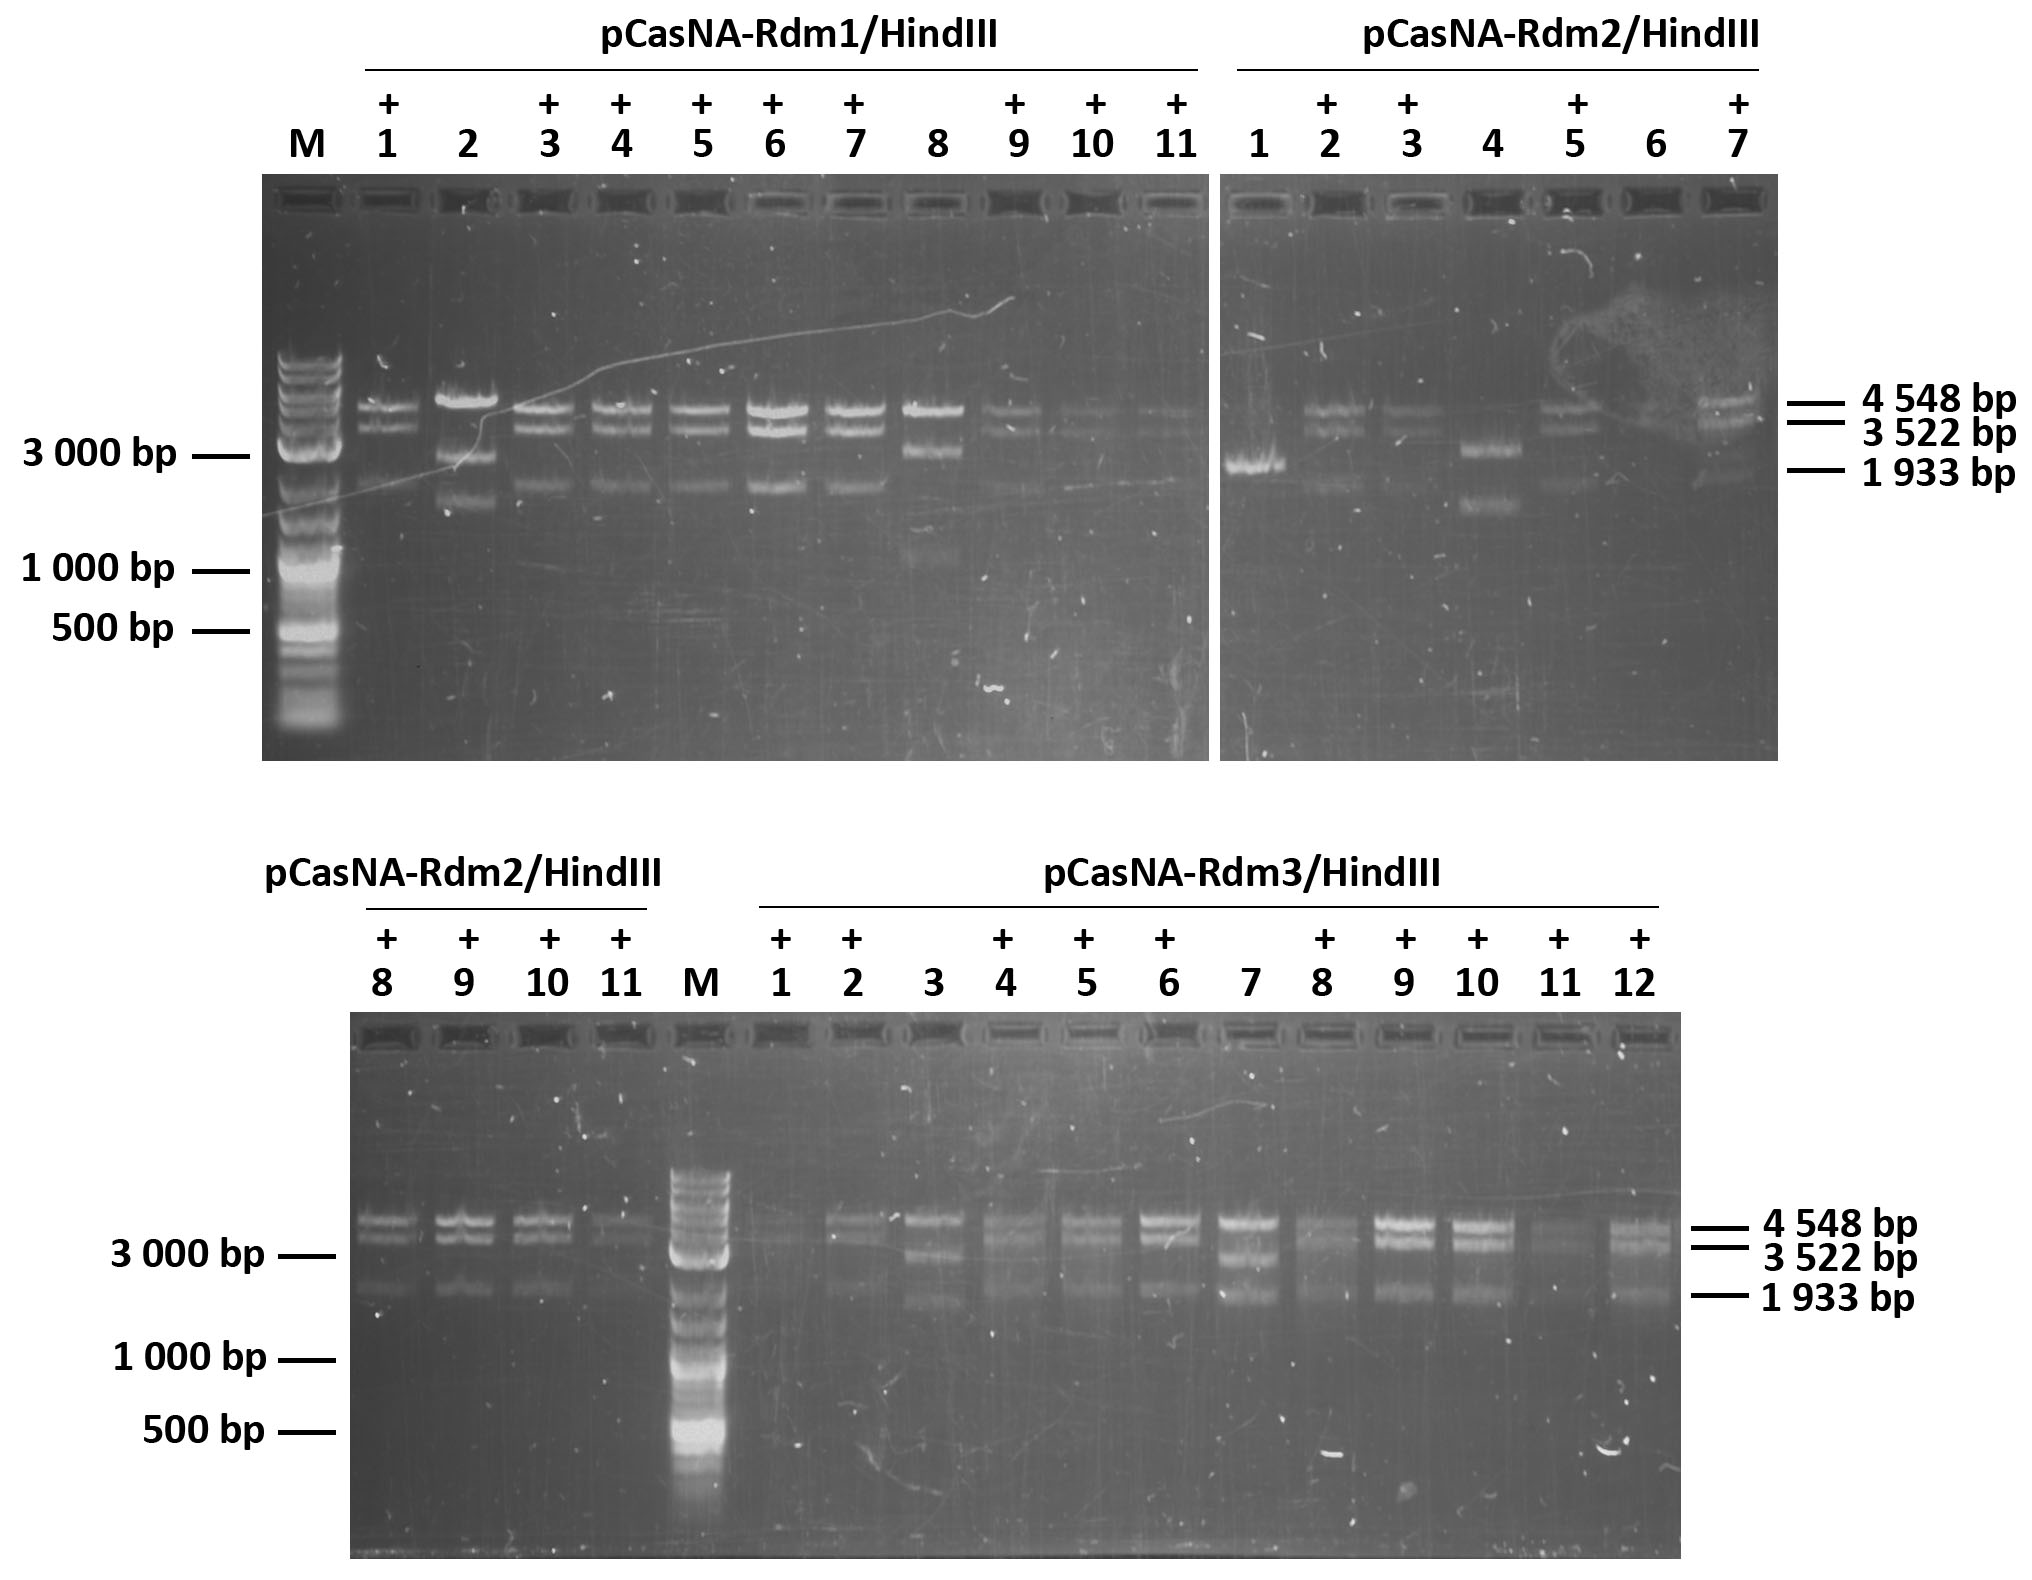 pCasNA-Rdm1/HindIII pCasNA-Rdm2/HindIII
+ + + + + + + + + + + + +
M 1 2 3 4 5 6 7 8 9 10 11 1 2 3 4 5 6 7
4 548 bp
3 522 bp
3 000 bp
1 933 bp
1 000 bp
500 bp
pCasNA-Rdm2/HindIII pCasNA-Rdm3/HindIII
+ + + + + + + + + + + + + +
8 9 10 11 M 1 2 3 4 5 6 7 8 9 10 11 12
4 548 bp
3 000 bp
3 522 bp
1 933 bp
1 000 bp
500 bp